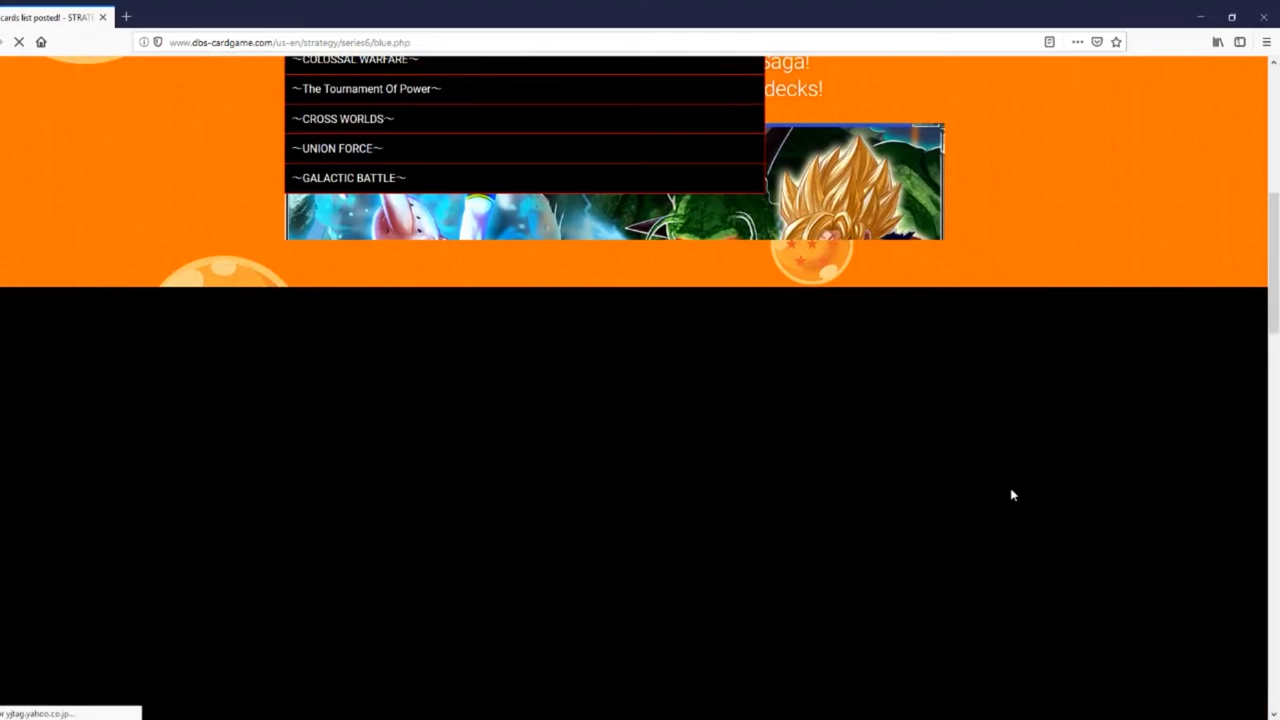 cards list posted! - STRATE
www.dbs-cardgame.com/us-en/strategy/series6/blue.php
～COLOSSAL WARFARE～
Saga!
～The Tournament Of Power～
decks!
～CROSS WORLDS～
～UNION FORCE～
～GALACTIC BATTLE～
or yjtag.yahoo.co.jp...